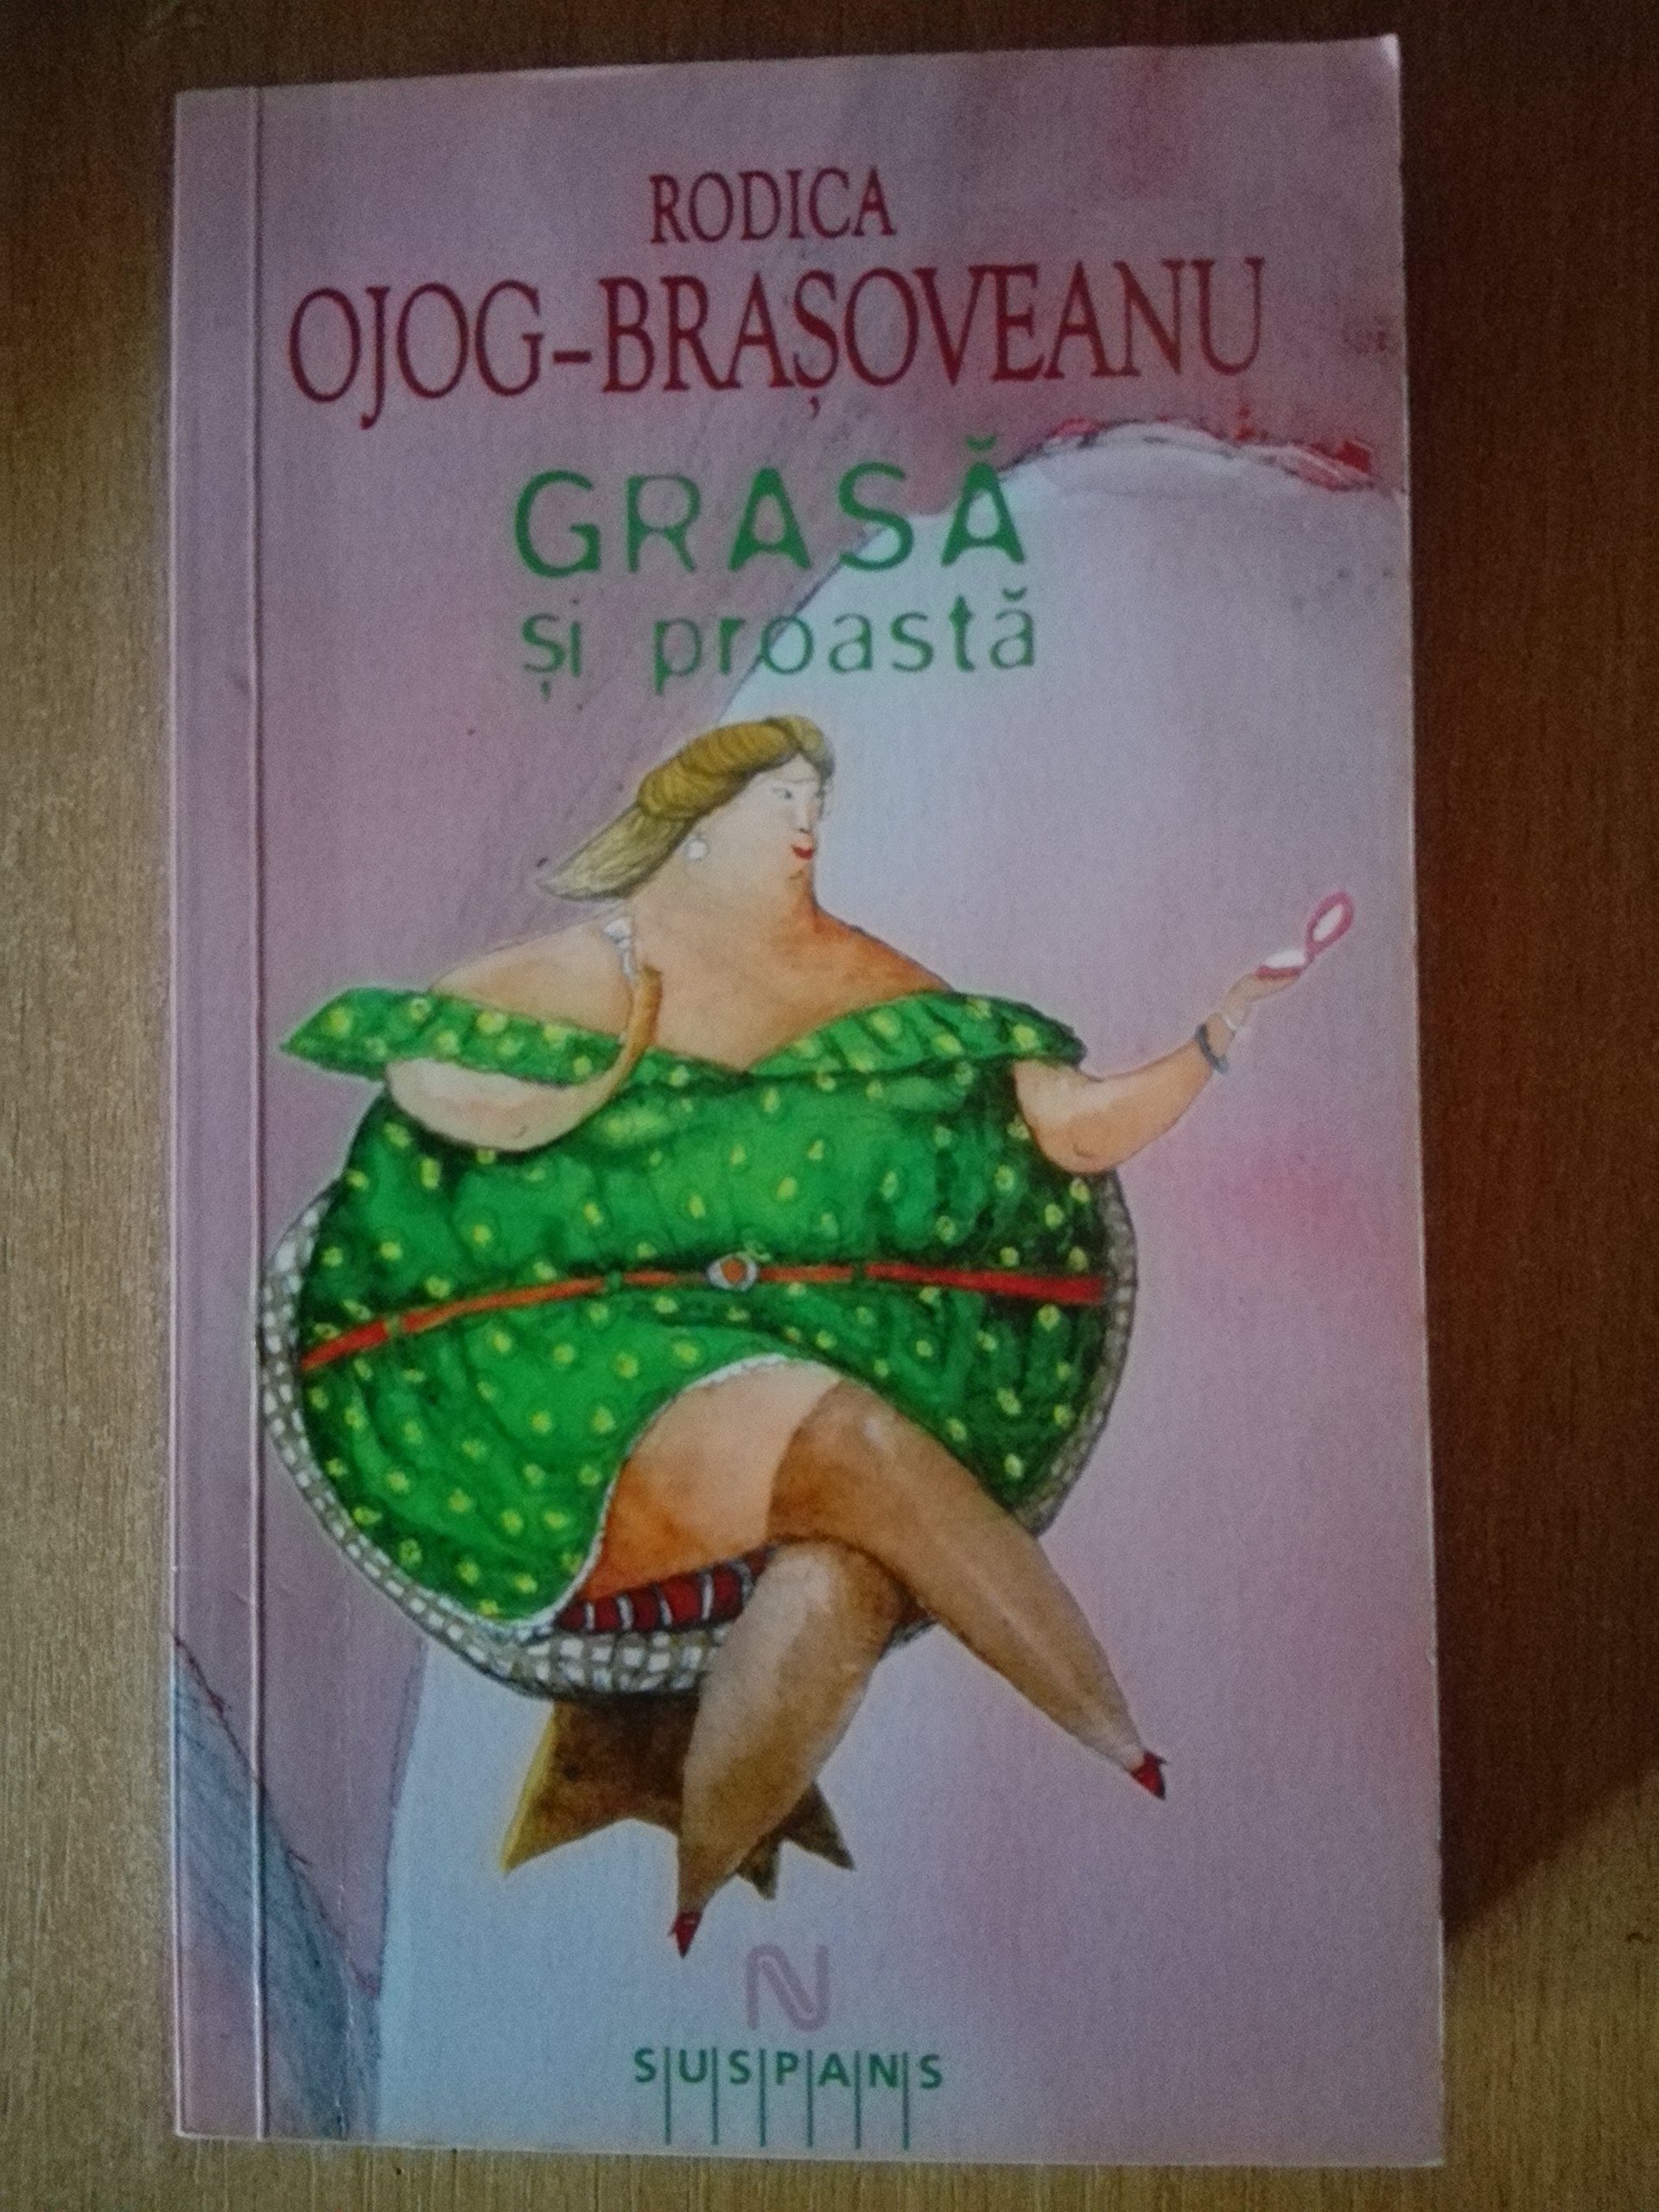 RODICA
OJOG-BRAȘOVEANU
GRASĂ
și proastă
N
SUSPANS